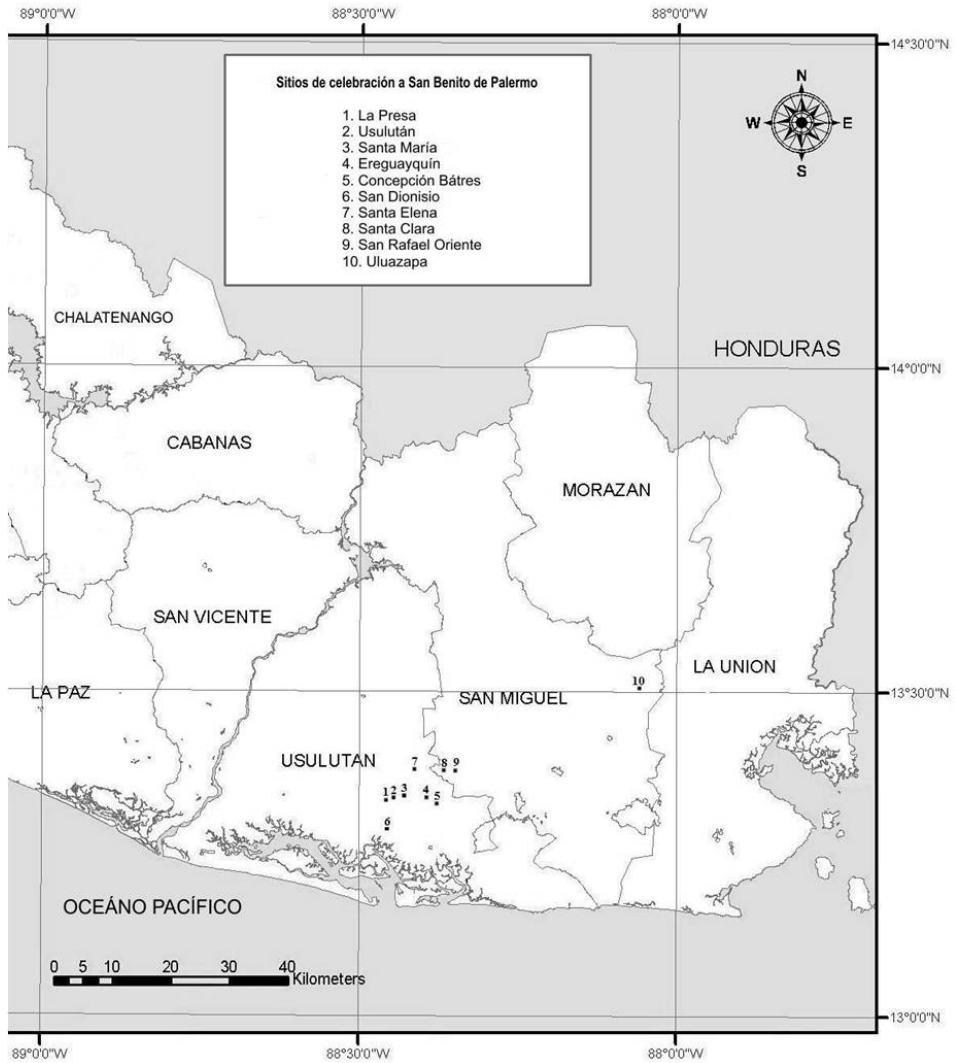 89°0'0"W 88°30'0"W 88°0'0"W
14°30'0"N
Sitios de celebración a San Benito de Palermo
1. La Presa
2. Usulután
3. Santa María
4. Ereguayquín
5. Concepción Bátres
6. San Dionisio
7. Santa Elena
8. Santa Clara
9. San Rafael Oriente
10. Uluazapa
N
W E
S
CHALATENANGO
HONDURAS
14°0'0"N
CABANAS
MORAZAN
SAN VICENTE
LA UNION
10
LA PAZ
SAN MIGUEL
13°30'0"N
USULUTAN
7 8 9
1 2 3 4 5
6
OCEÁNO PACÍFICO
0 5 10 20 30 40
Kilometers
13°0'0"N
89°0'0"W 88°30'0"W 88°0'0"W